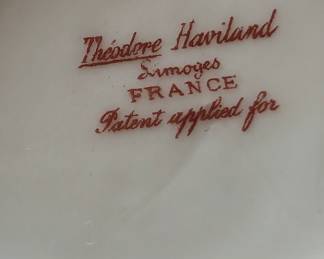 Théodore Haviland
Limoges
FRANCE
Patent applied for